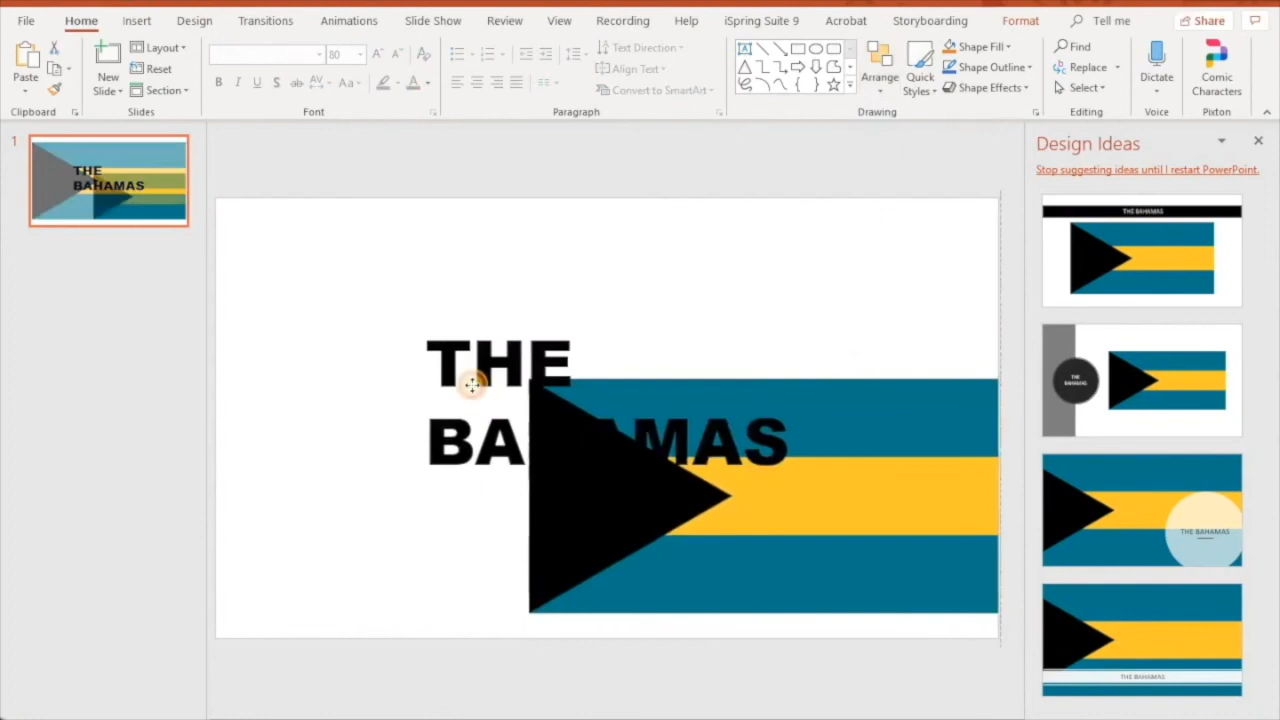 File Home Insert Design Transitions Animations Slide Show Review View Recording Help iSpring Suite 9 Acrobat Storyboarding Format Tell me Share
Paste
New
Slide
Layout
Reset
Section
80
B I U S ab AV Aa A
Text Direction
Align Text
Convert to SmartArt
Arrange
Quick
Styles
Shape Fill
Shape Outline
Shape Effects
Find
Replace
Select
Dictate
Comic
Characters
Clipboard Slides Font Paragraph Drawing Editing Voice Pixton
1
THE
BAHAMAS
THE
BAHAMAS
Design Ideas
Stop suggesting ideas until I restart PowerPoint.
THE BAHAMAS
THE
BAHAMAS
THE BAHAMAS
THE BAHAMAS